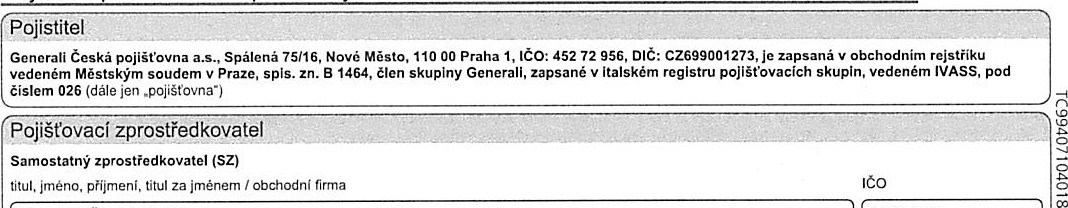 Pojistitel
Generali Česká pojišťovna a.s., Spálená 75/16, Nové Město, 110 00 Praha 1, IČO: 452 72 956, DIČ: CZ699001273, je zapsaná v obchodním rejstříku
vedeném Městským soudem v Praze, spis. zn. B 1464, člen skupiny Generali, zapsané v italském registru pojišťovacích skupin, vedeném IVASS, pod
číslem 026 (dále jen „pojišťovna“)
Pojišťovací zprostředkovatel
Samostatný zprostředkovatel (SZ)
titul, jméno, příjmení, titul za jménem / obchodní firma IČO
TC99407104018